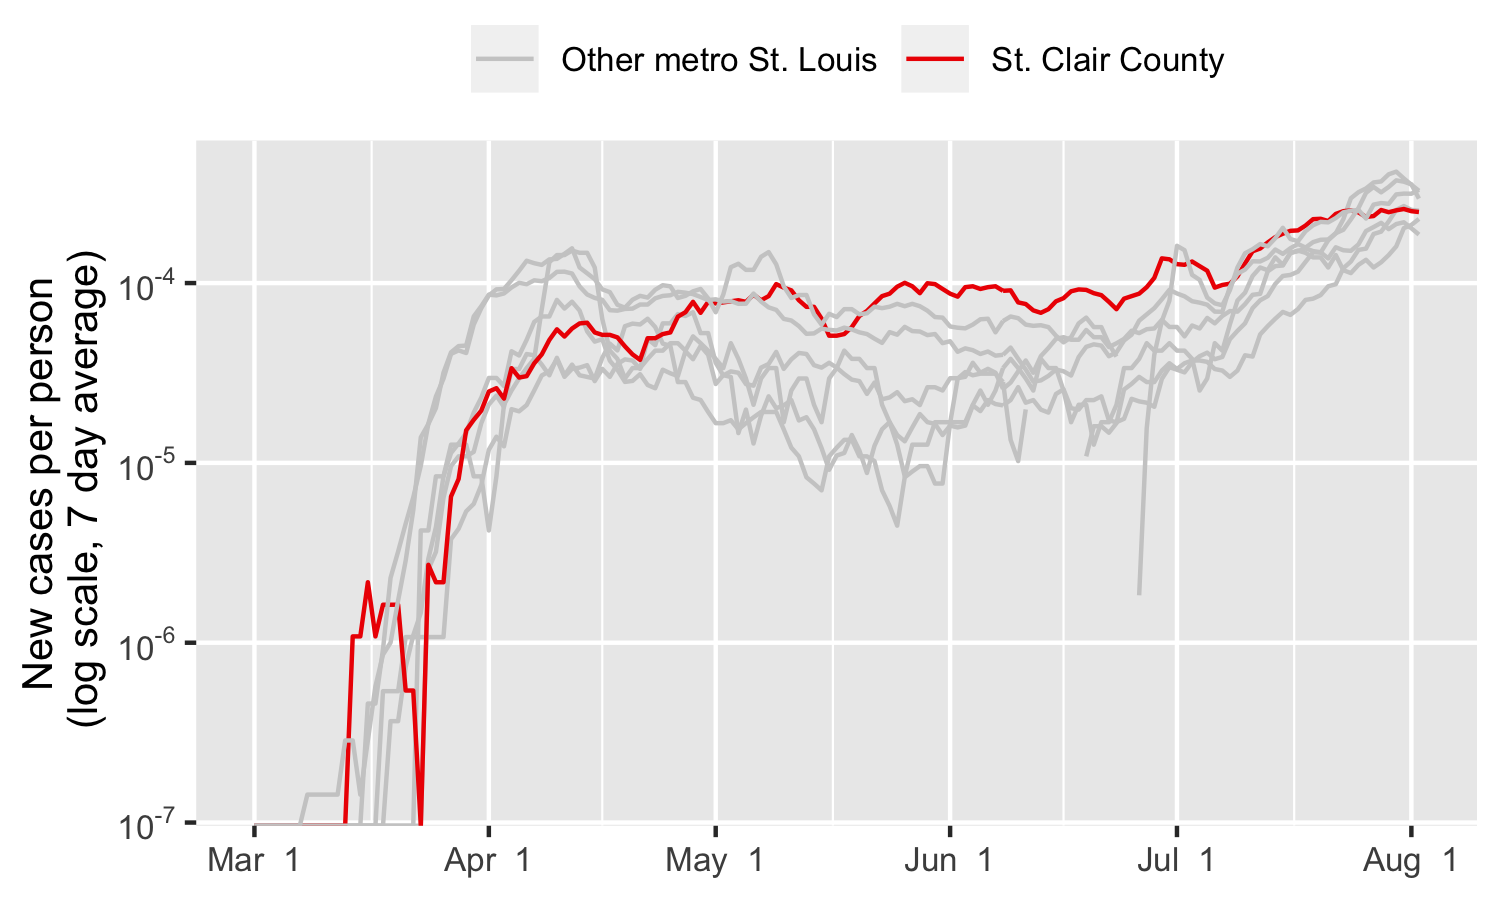 Other metro St. Louis St. Clair County
New cases per person
(log scale, 7 day average)
10-4
10-5
10-6
10-7
Mar 1 Apr 1 May 1 Jun 1 Jul 1 Aug 1